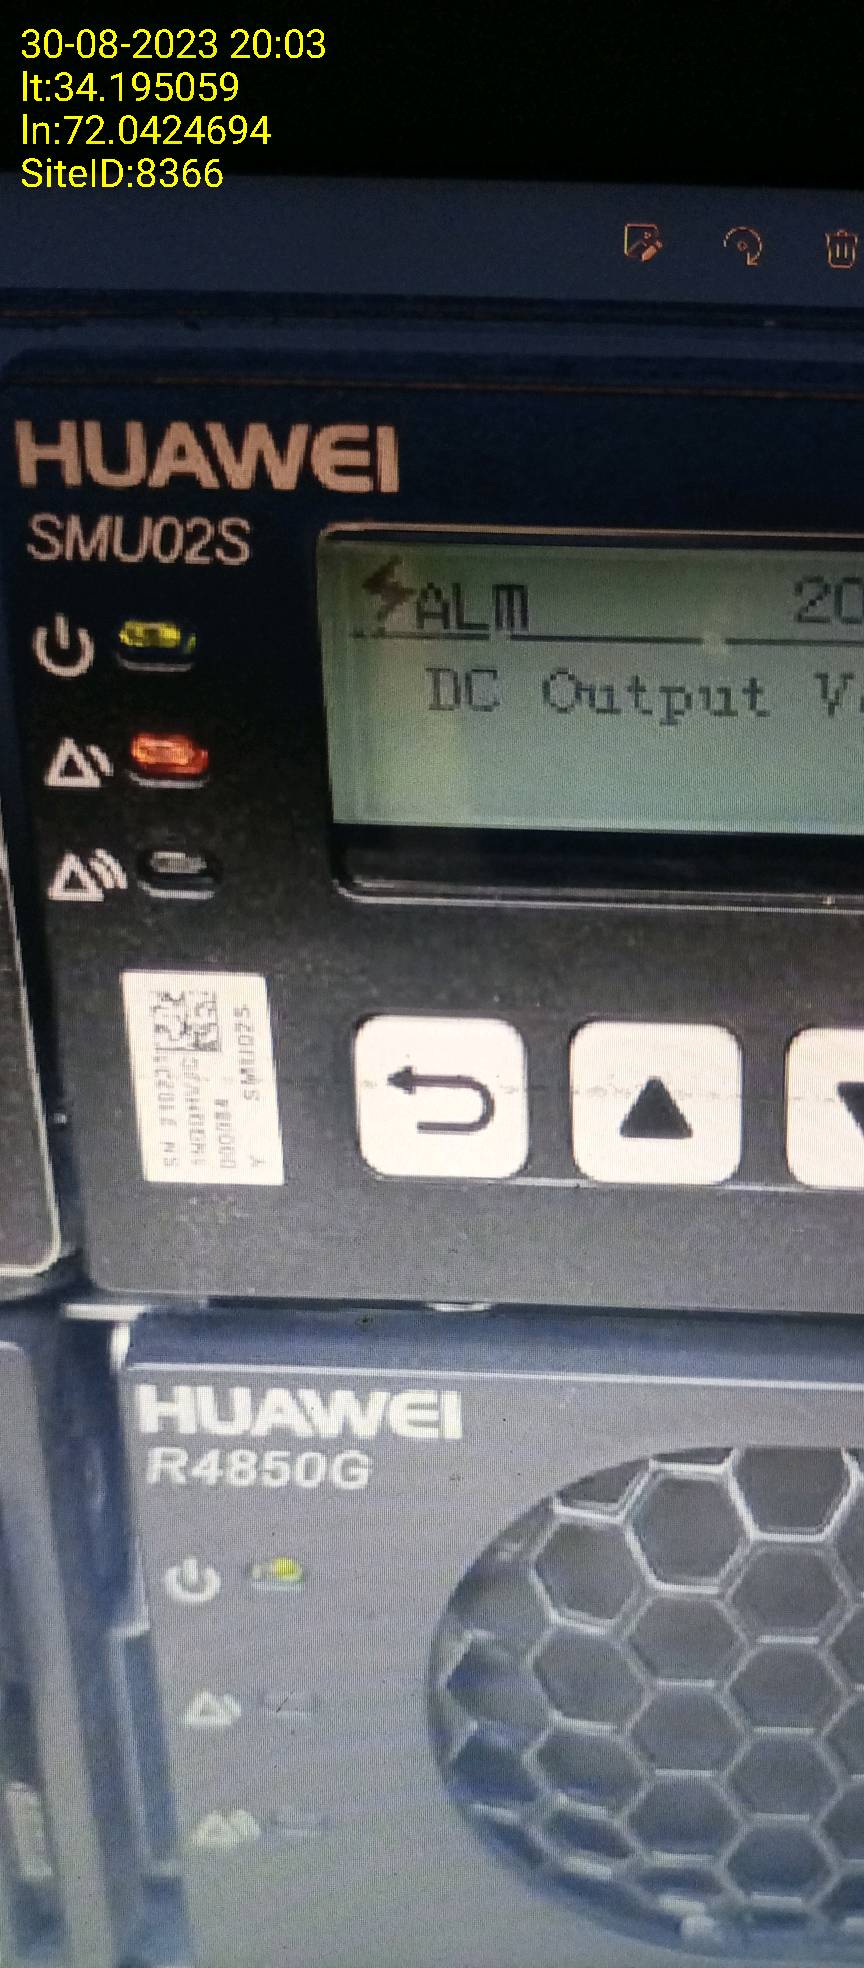 30-08-2023 20:03
lt:34.195059
ln:72.0424694
SiteID:8366
HUAWEI
SMU02S
ALM 20
DC Output V
SMU02S
Y
HUAWEI
R4850G